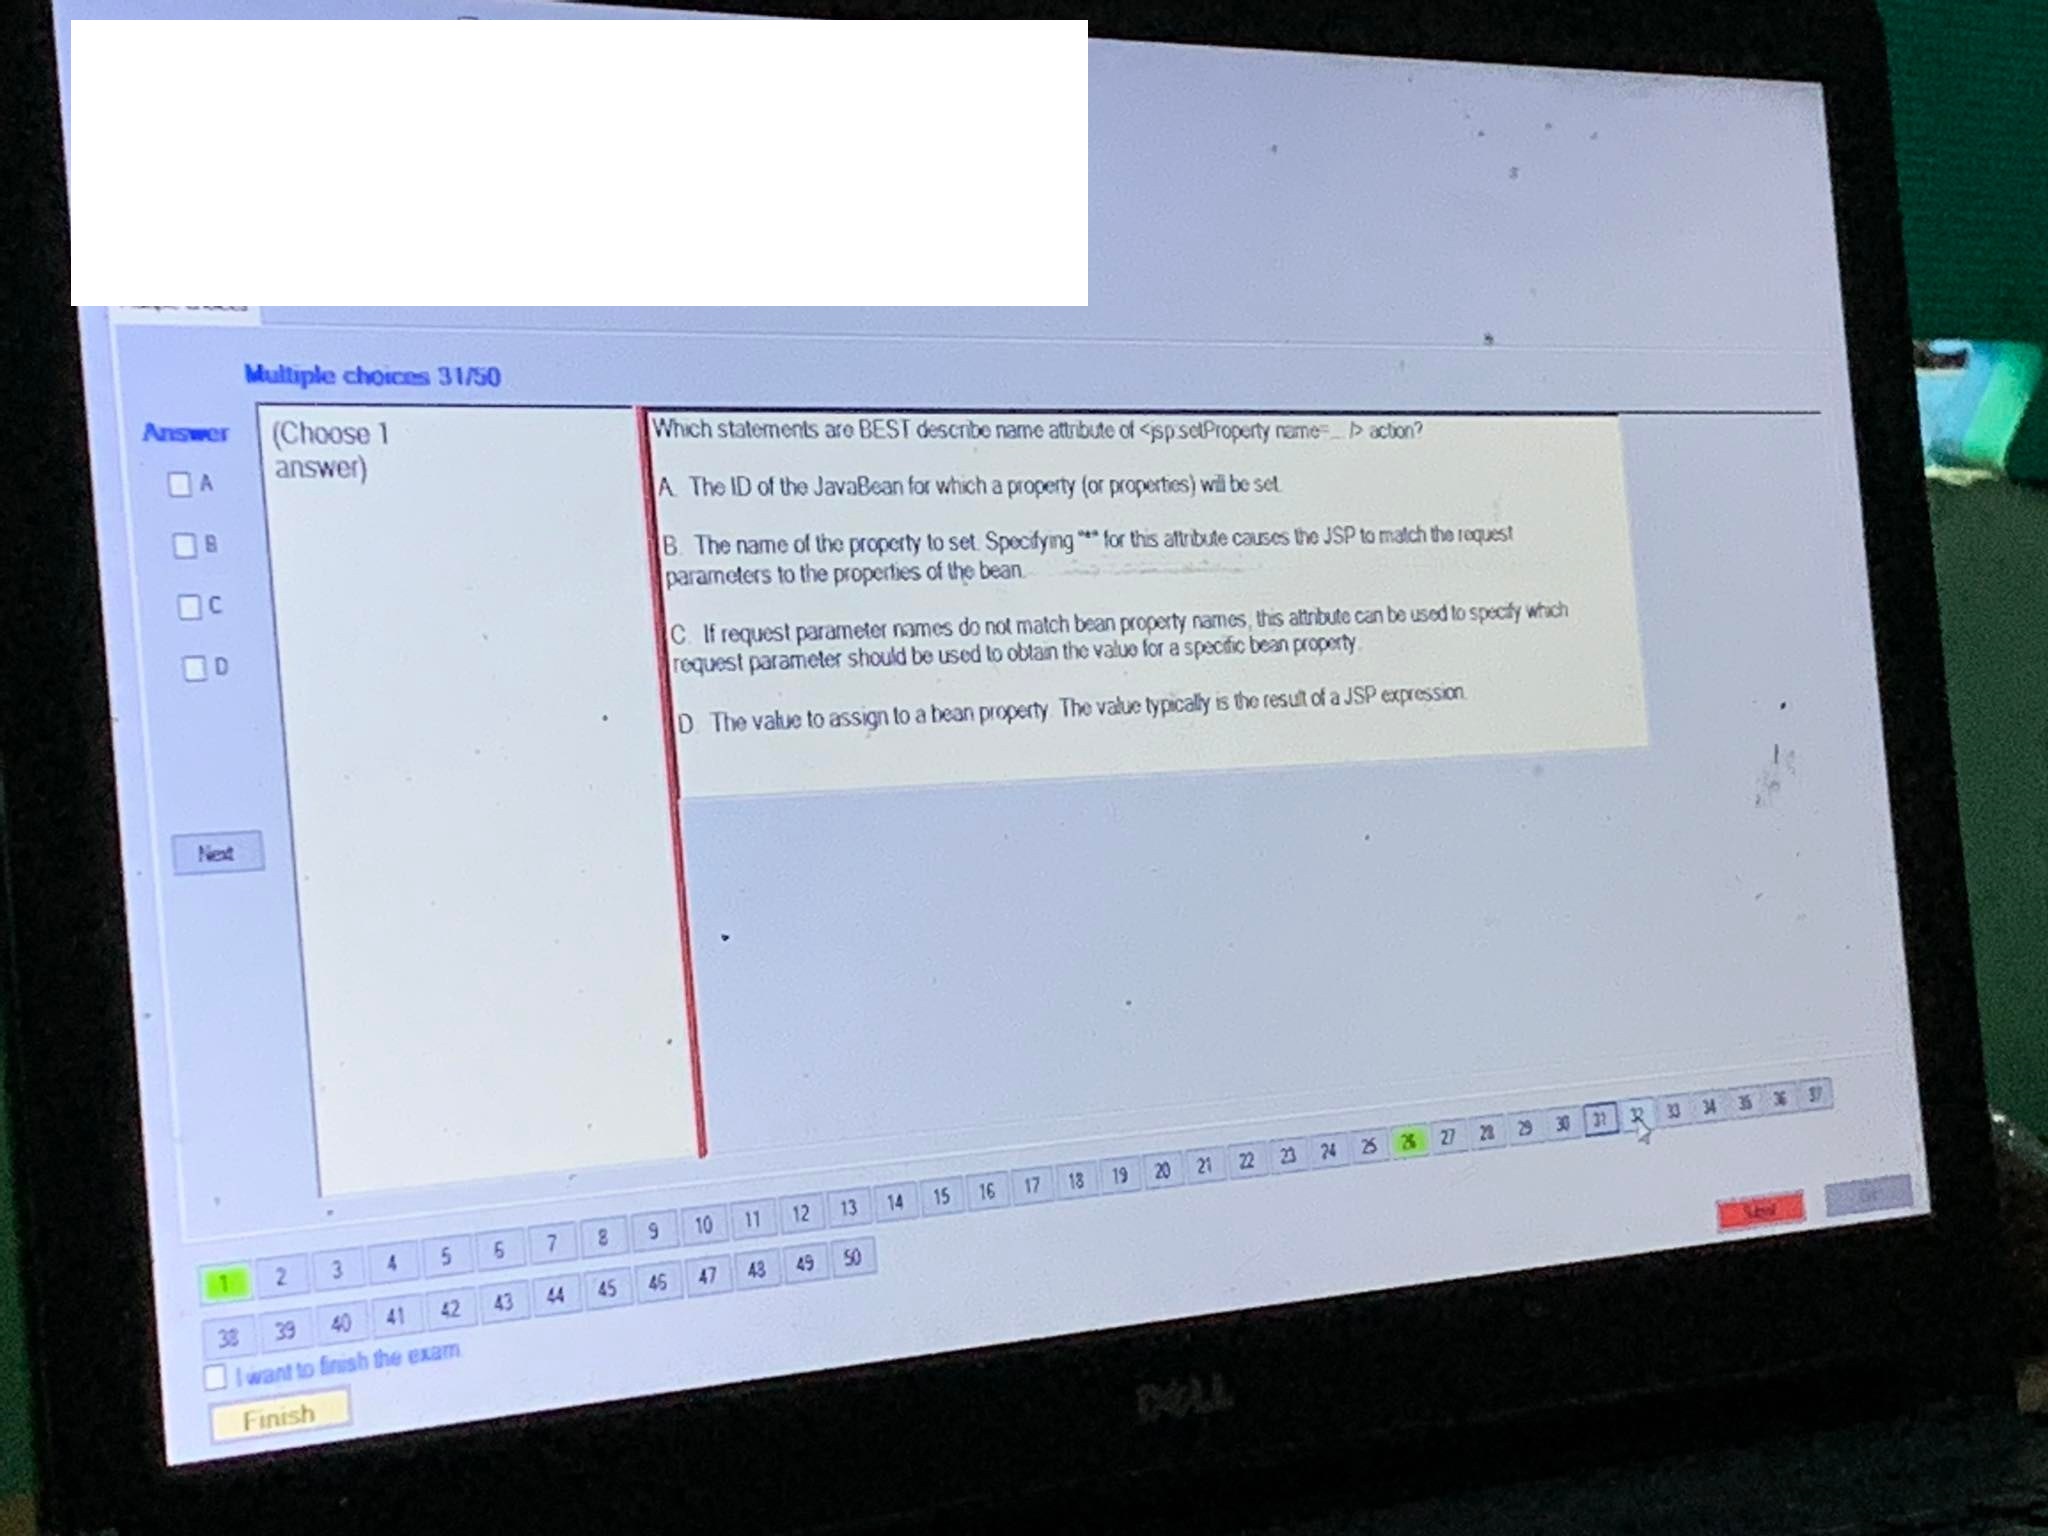 Multiple choices 31/50
Answer
(Choose 1
answer)
A
B
C
D
Next
Which statements are BEST describe name attribute of <jsp:setProperty name=.... /> action?
A. The ID of the JavaBean for which a property (or properties) will be set.
B. The name of the property to set. Specifying "*" for this attribute causes the JSP to match the request
parameters to the properties of the bean.
C. If request parameter names do not match bean property names, this attribute can be used to specify which
request parameter should be used to obtain the value for a specific bean property.
D. The value to assign to a bean property. The value typically is the result of a JSP expression.
1 2 3 4 5 6 7 8 9 10 11 12 13 14 15 16 17 18 19 20 21 22 23 24 25 26 27 28 29 30 31 32 33 34 35 36 37
38 39 40 41 42 43 44 45 46 47 48 49 50
I want to finish the exam
Finish
DELL